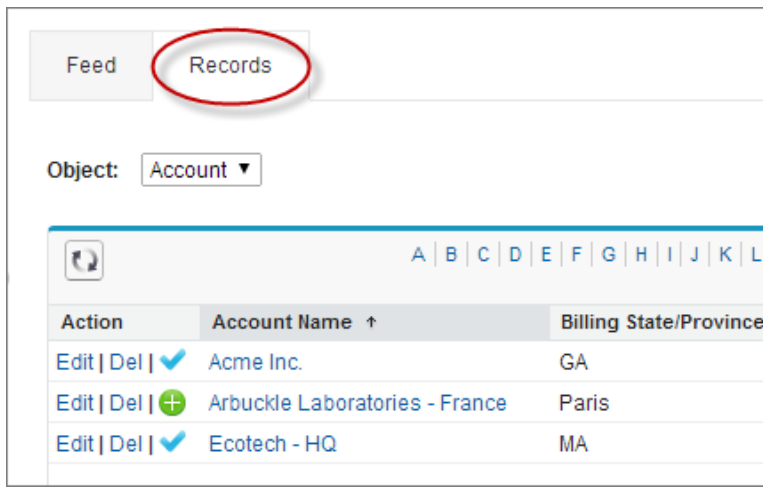 Feed Records
Object: Account ▼
A | B | C | D | E | F | G | H | I | J | K | L
Action Account Name ↑ Billing State/Province
Edit | Del | Acme Inc. GA
Edit | Del | Arbuckle Laboratories - France Paris
Edit | Del | Ecotech - HQ MA